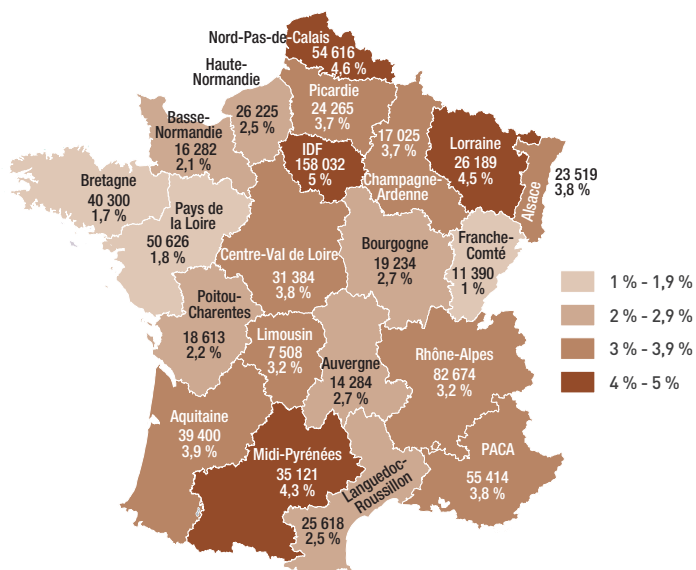 Nord-Pas-de-Calais
54 616
4,6 %
Haute-
Normandie
26 225
2,5 %
Picardie
24 265
3,7 %
Basse-
Normandie
16 282
2,1 %
IDF
158 032
5 %
17 025
3,7 %
Champagne-
Ardenne
Lorraine
26 189
4,5 %
Alsace
23 519
3,8 %
Bretagne
40 300
1,7 %
Pays de
la Loire
50 626
1,8 %
Centre-Val de Loire
31 384
3,8 %
Bourgogne
19 234
2,7 %
Franche-
Comté
11 390
1 %
Poitou-
Charentes
18 613
2,2 %
Limousin
7 508
3,2 %
Auvergne
14 284
2,7 %
Rhône-Alpes
82 674
3,2 %
Aquitaine
39 400
3,9 %
Midi-Pyrénées
35 121
4,3 %
Languedoc-
Roussillon
25 618
2,5 %
PACA
55 414
3,8 %
1 % - 1,9 %
2 % - 2,9 %
3 % - 3,9 %
4 % - 5 %